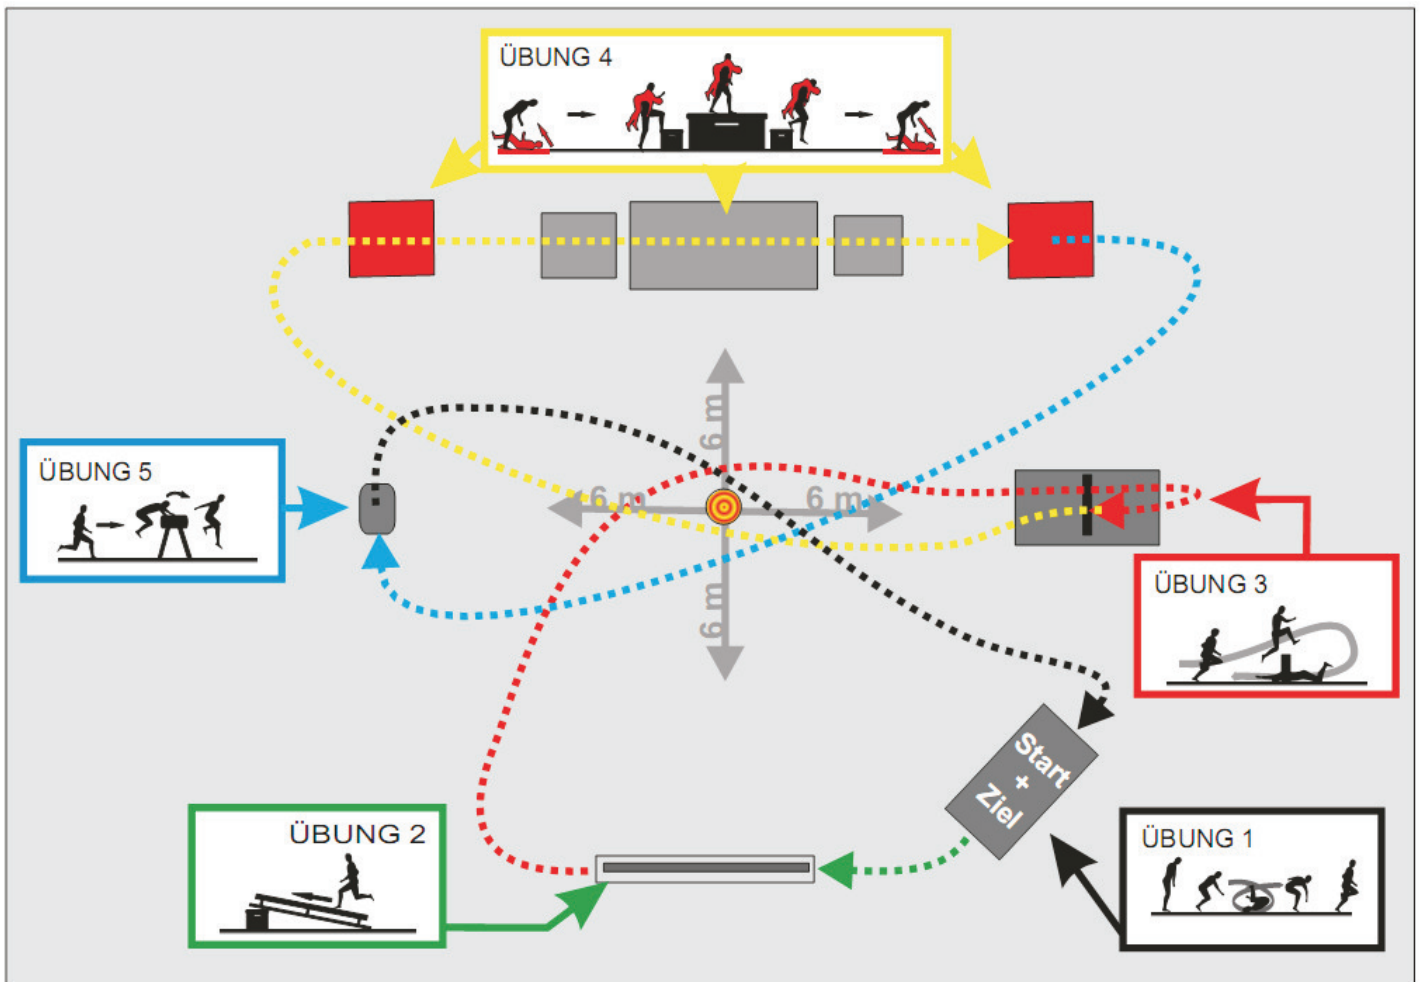 ÜBUNG 4
6 m
6 m
6 m
6 m
ÜBUNG 5
ÜBUNG 3
Start
+
Ziel
ÜBUNG 2
ÜBUNG 1